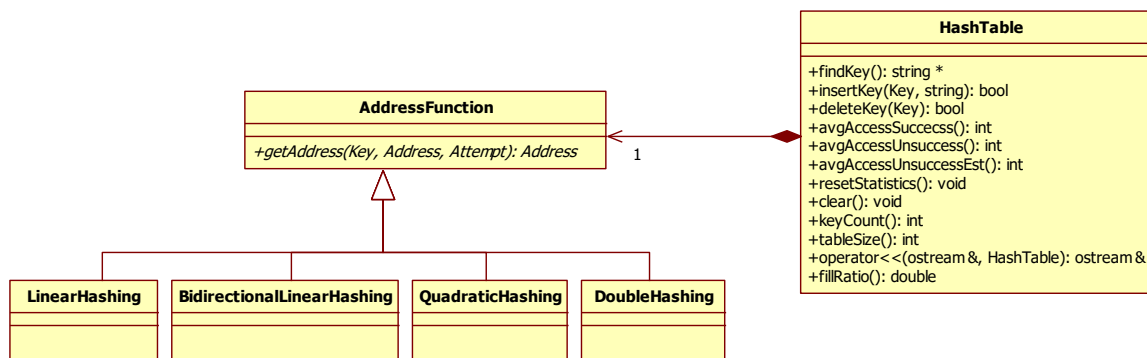 HashTable
+findKey(): string *
+insertKey(Key, string): bool
+deleteKey(Key): bool
+avgAccessSuccecss(): int
+avgAccessUnsuccess(): int
+avgAccessUnsuccessEst(): int
+resetStatistics(): void
+clear(): void
+keyCount(): int
+tableSize(): int
+operator<<(ostream&, HashTable): ostream&
+fillRatio(): double
AddressFunction
+getAddress(Key, Address, Attempt): Address
1
LinearHashing
BidirectionalLinearHashing
QuadraticHashing
DoubleHashing